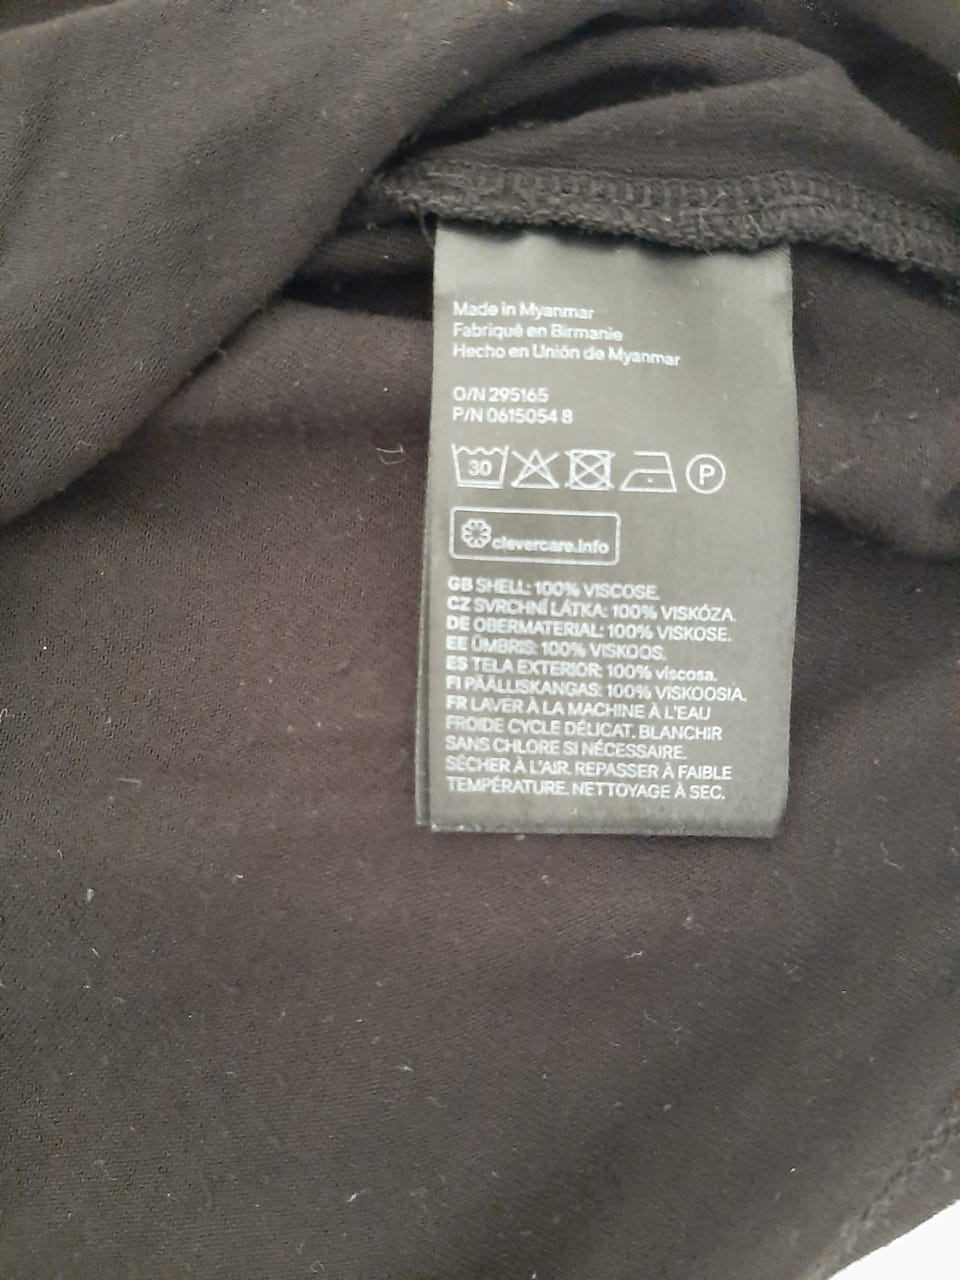 Made in Myanmar
Fabriqué en Birmanie
Hecho en Unión de Myanmar
O/N 295165
P/N 0615054 8
30 P
clevercare.info
GB SHELL: 100% VISCOSE.
CZ SVRCHNÍ LÁTKA: 100% VISKÓZA.
DE OBERMATERIAL: 100% VISKOSE.
EE ÜMBRIS: 100% VISKOOS.
ES TELA EXTERIOR: 100% viscosa.
FI PÄÄLLISKANGAS: 100% VISKOOSIA.
FR LAVER À LA MACHINE À L'EAU
FROIDE CYCLE DÉLICAT. BLANCHIR
SANS CHLORE SI NÉCESSAIRE.
SÉCHER À L'AIR. REPASSER À FAIBLE
TEMPÉRATURE. NETTOYAGE À SEC.